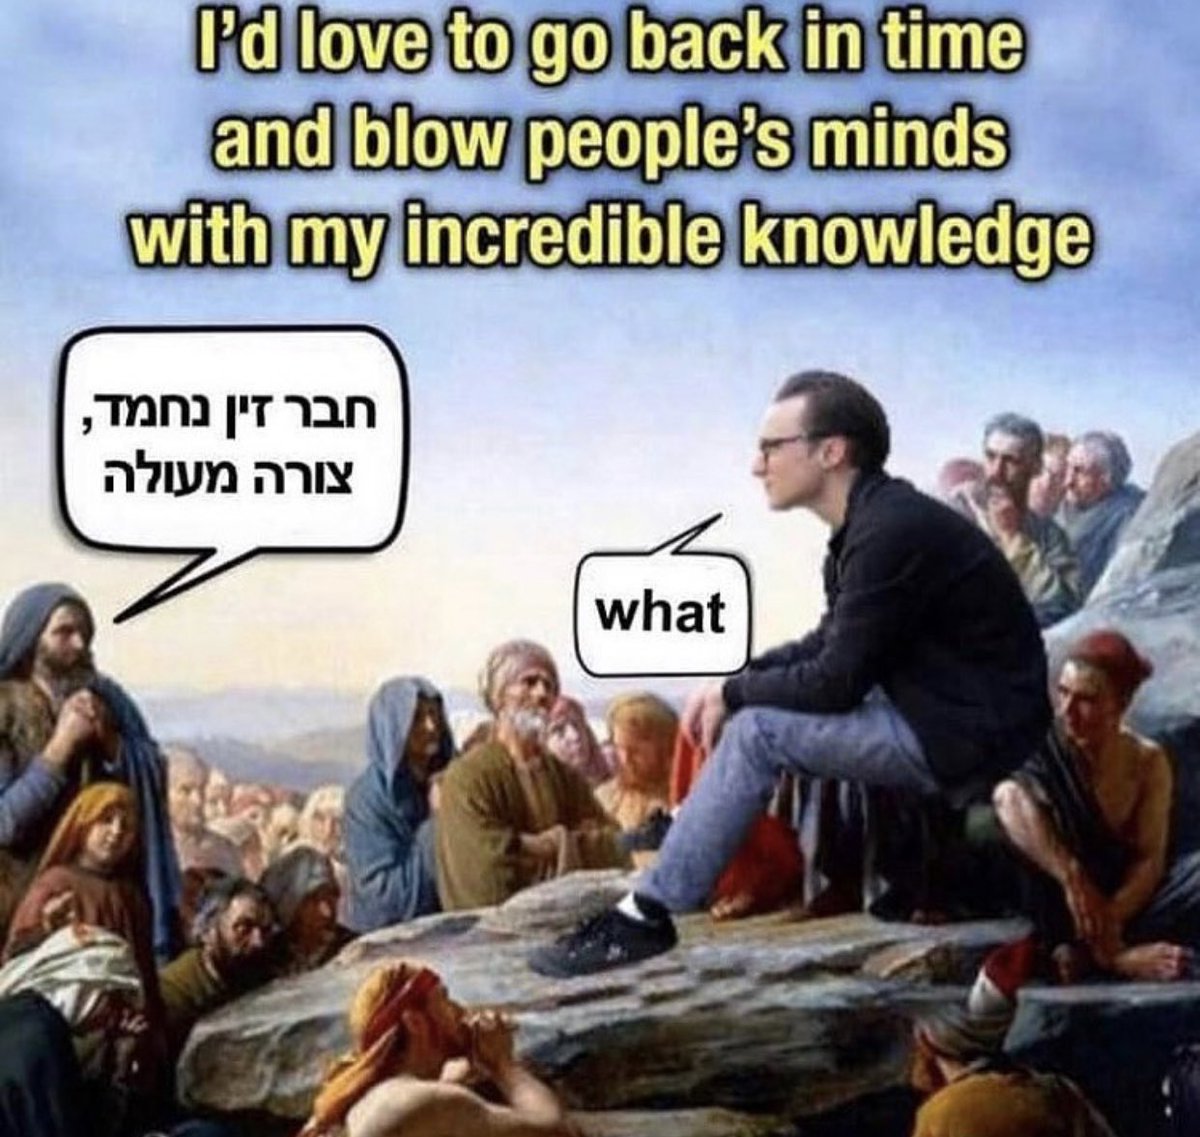 I'd love to go back in time
and blow people's minds
with my incredible knowledge
חבר זין נחמד,
צורה מעולה
what